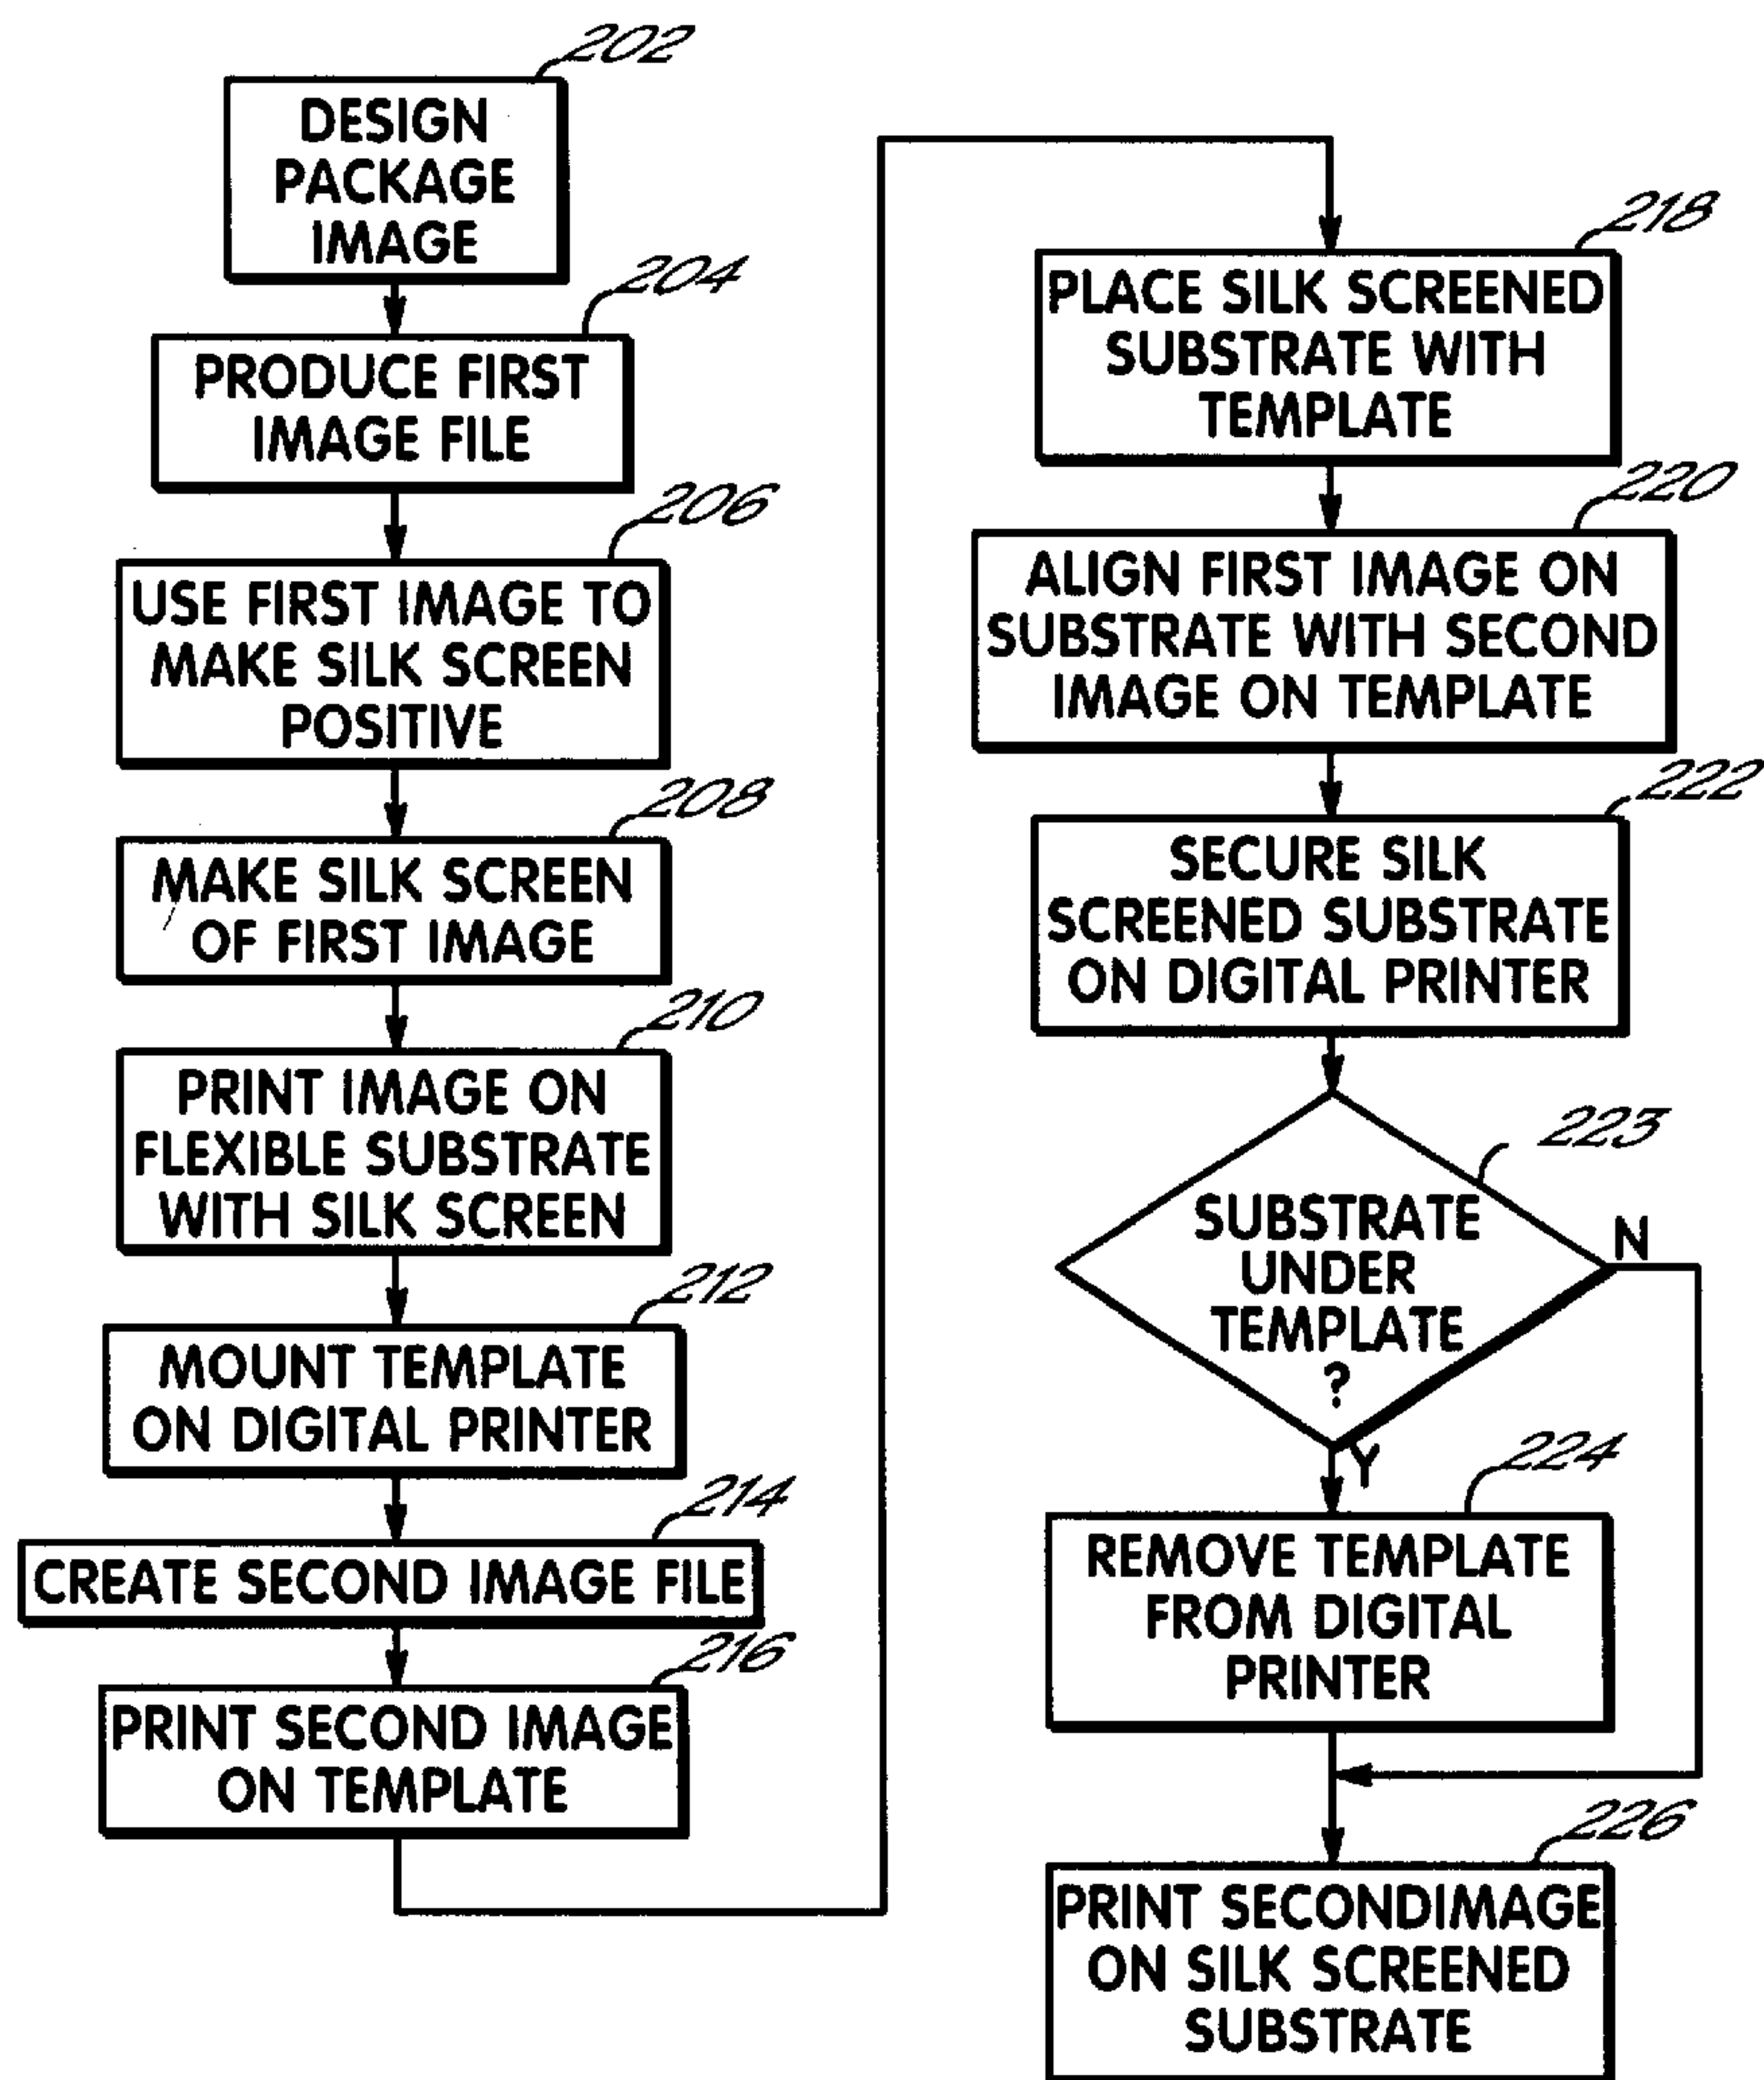 202
DESIGN
PACKAGE
IMAGE
204
PRODUCE FIRST
IMAGE FILE
206
USE FIRST IMAGE TO
MAKE SILK SCREEN
POSITIVE
208
MAKE SILK SCREEN
OF FIRST IMAGE
210
PRINT IMAGE ON
FLEXIBLE SUBSTRATE
WITH SILK SCREEN
212
MOUNT TEMPLATE
ON DIGITAL PRINTER
214
CREATE SECOND IMAGE FILE
216
PRINT SECOND IMAGE
ON TEMPLATE
218
PLACE SILK SCREENED
SUBSTRATE WITH
TEMPLATE
220
ALIGN FIRST IMAGE ON
SUBSTRATE WITH SECOND
IMAGE ON TEMPLATE
222
SECURE SILK
SCREENED SUBSTRATE
ON DIGITAL PRINTER
223
SUBSTRATE
UNDER
TEMPLATE
?
N
Y
224
REMOVE TEMPLATE
FROM DIGITAL
PRINTER
226
PRINT SECONDIMAGE
ON SILK SCREENED
SUBSTRATE